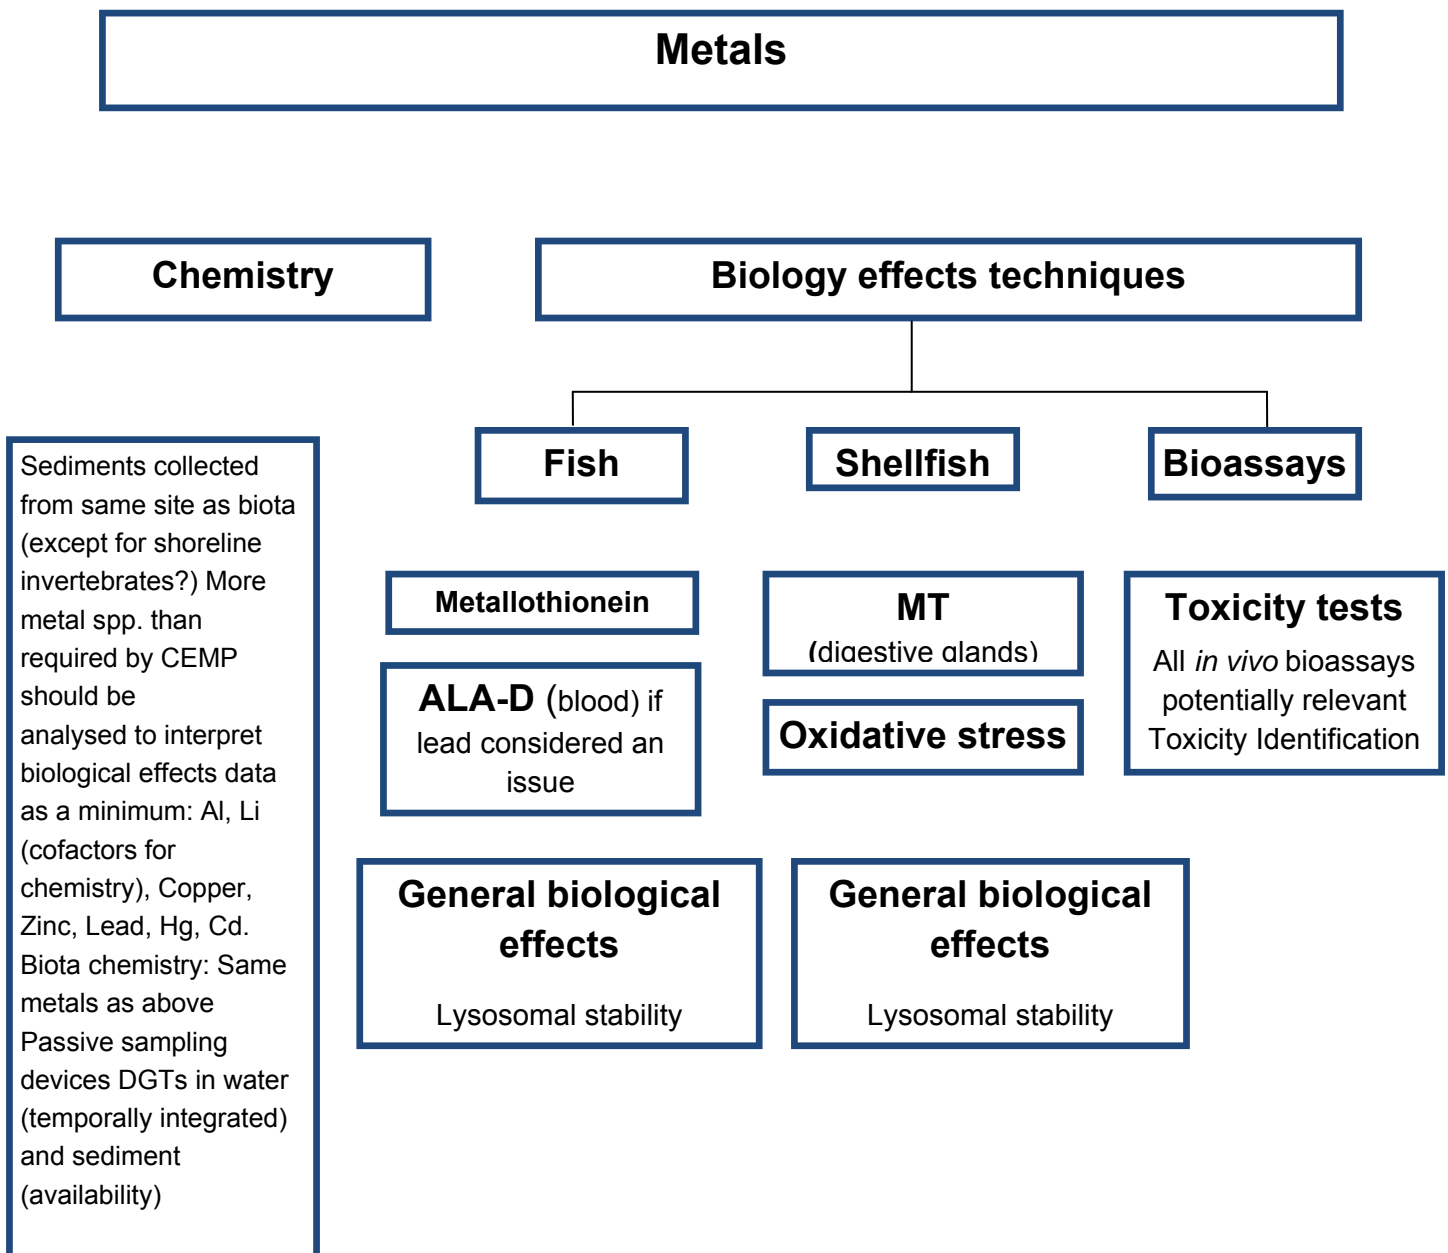 Metals
Chemistry
Biology effects techniques
Fish
Shellfish
Bioassays
Sediments collected
from same site as biota
(except for shoreline
invertebrates?) More
metal spp. than
required by CEMP
should be
analysed to interpret
biological effects data
as a minimum: Al, Li
(cofactors for
chemistry), Copper,
Zinc, Lead, Hg, Cd.
Biota chemistry: Same
metals as above
Passive sampling
devices DGTs in water
(temporally integrated)
and sediment
(availability)
Metallothionein
ALA-D (blood) if
lead considered an
issue
General biological
effects
Lysosomal stability
MT
(digestive glands)
Oxidative stress
General biological
effects
Lysosomal stability
Toxicity tests
All in vivo bioassays
potentially relevant
Toxicity Identification